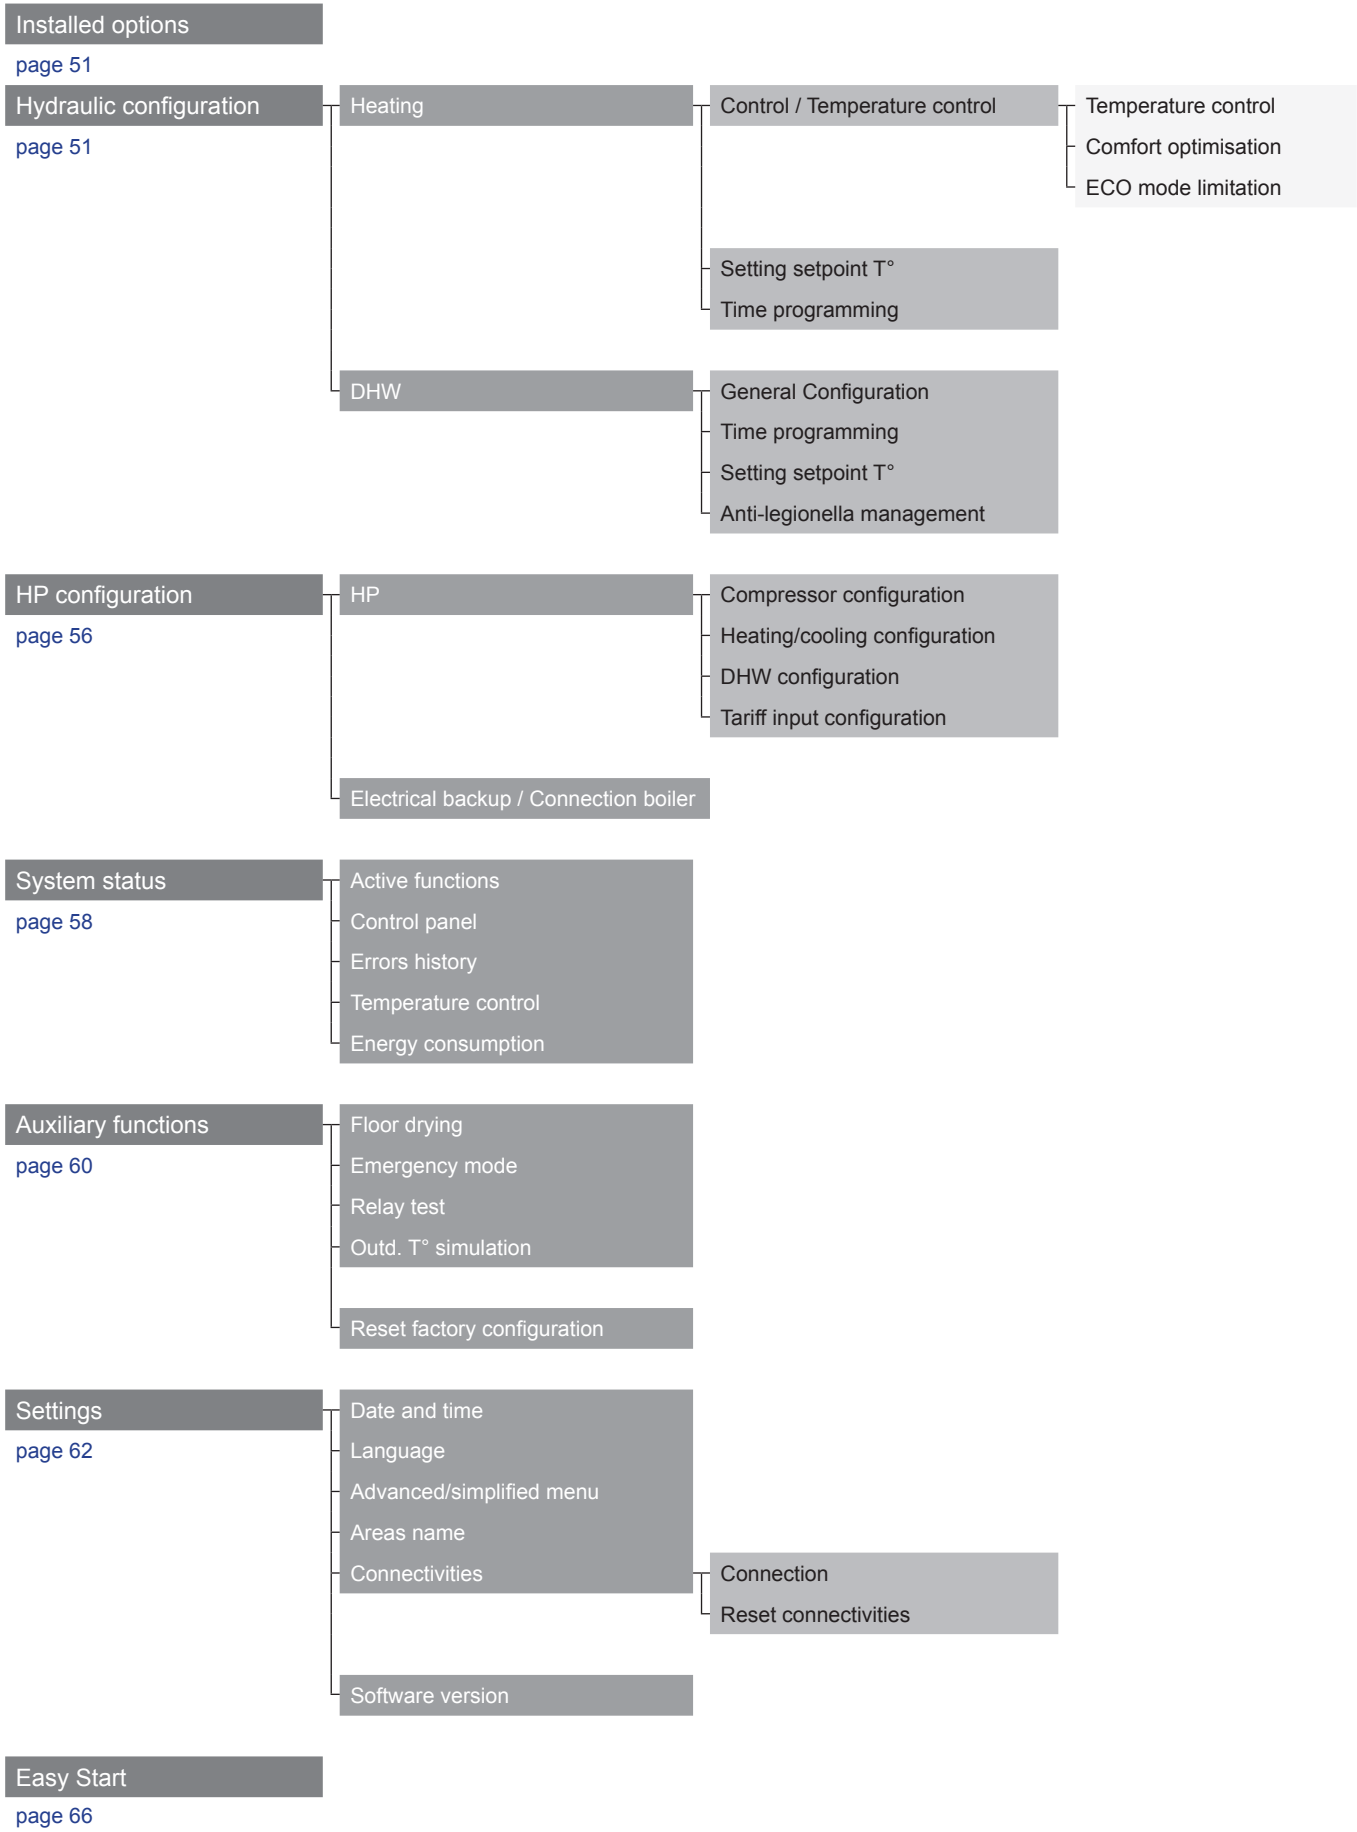 Installed options
page 51
Hydraulic configuration
page 51
Heating
Control / Temperature control
Temperature control
Comfort optimisation
ECO mode limitation
Setting setpoint T°
Time programming
DHW
General Configuration
Time programming
Setting setpoint T°
Anti-legionella management
HP configuration
page 56
HP
Compressor configuration
Heating/cooling configuration
DHW configuration
Tariff input configuration
Electrical backup / Connection boiler
System status
page 58
Active functions
Control panel
Errors history
Temperature control
Energy consumption
Auxiliary functions
page 60
Floor drying
Emergency mode
Relay test
Outd. T° simulation
Reset factory configuration
Settings
page 62
Date and time
Language
Advanced/simplified menu
Areas name
Connectivities
Connection
Reset connectivities
Software version
Easy Start
page 66